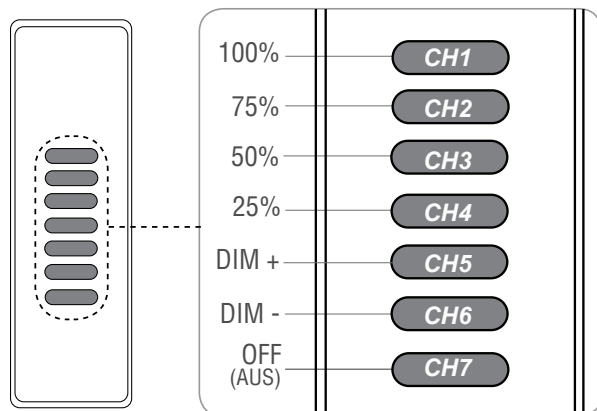 100% CH1
75% CH2
50% CH3
25% CH4
DIM + CH5
DIM - CH6
OFF
(AUS) CH7